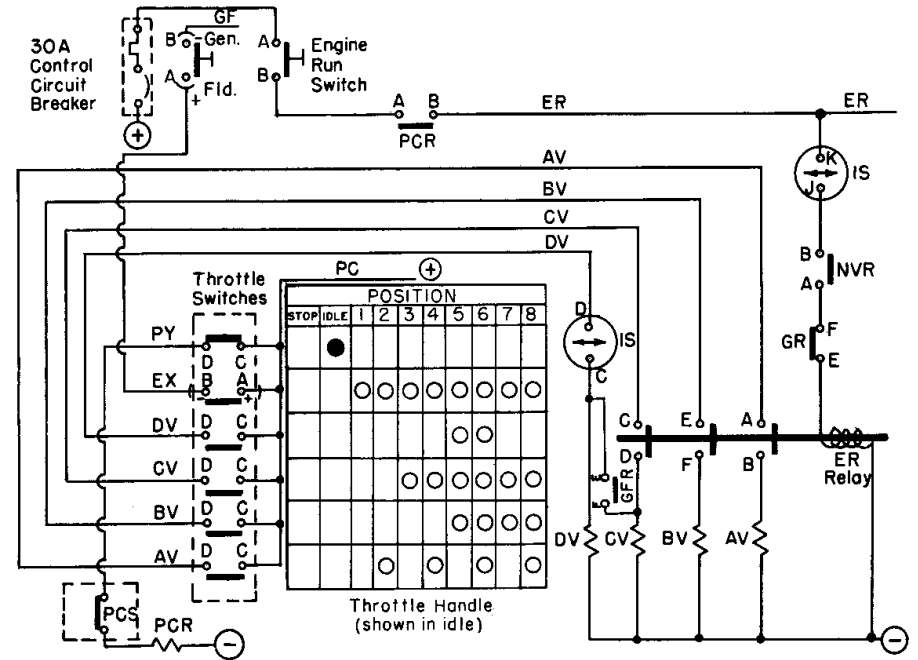 GF
30A
Control
Circuit
Breaker
B
-Gen.
A
Fld.
+
+
A
B
Engine
Run
Switch
A B
PCR
ER
ER
K
J
IS
AV
BV
CV
DV
B
A
NVR
F
E
GR
PC +
Throttle
Switches
POSITION
STOP IDLE 1 2 3 4 5 6 7 8
PY
D C
EX
(- B A +)
DV
D C
CV
D C
BV
D C
AV
D C
D
C
IS
C E A
D F B
E
F
GFR
ER
Relay
DV CV BV AV
Throttle Handle
(shown in idle)
PCS
PCR
−
−